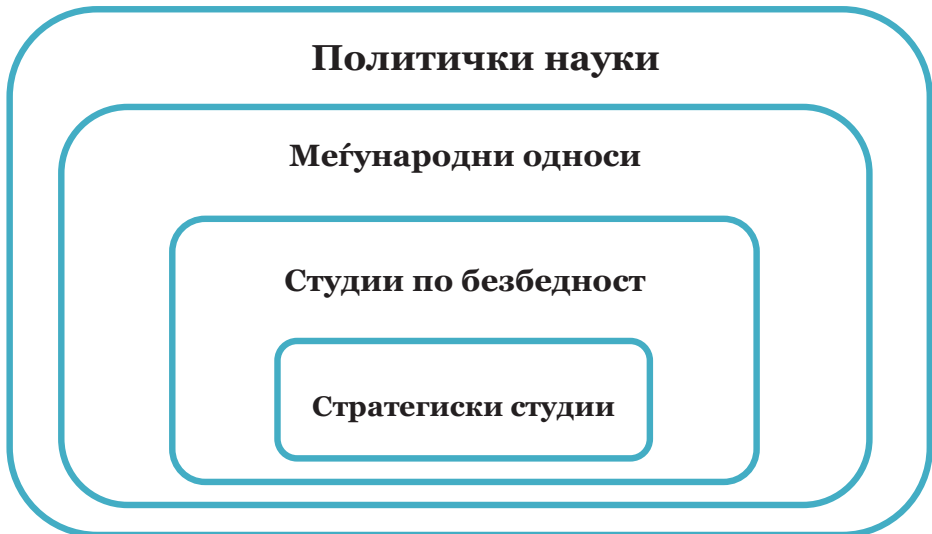 Политички науки
Меѓународни односи
Студии по безбедност
Стратегиски студии